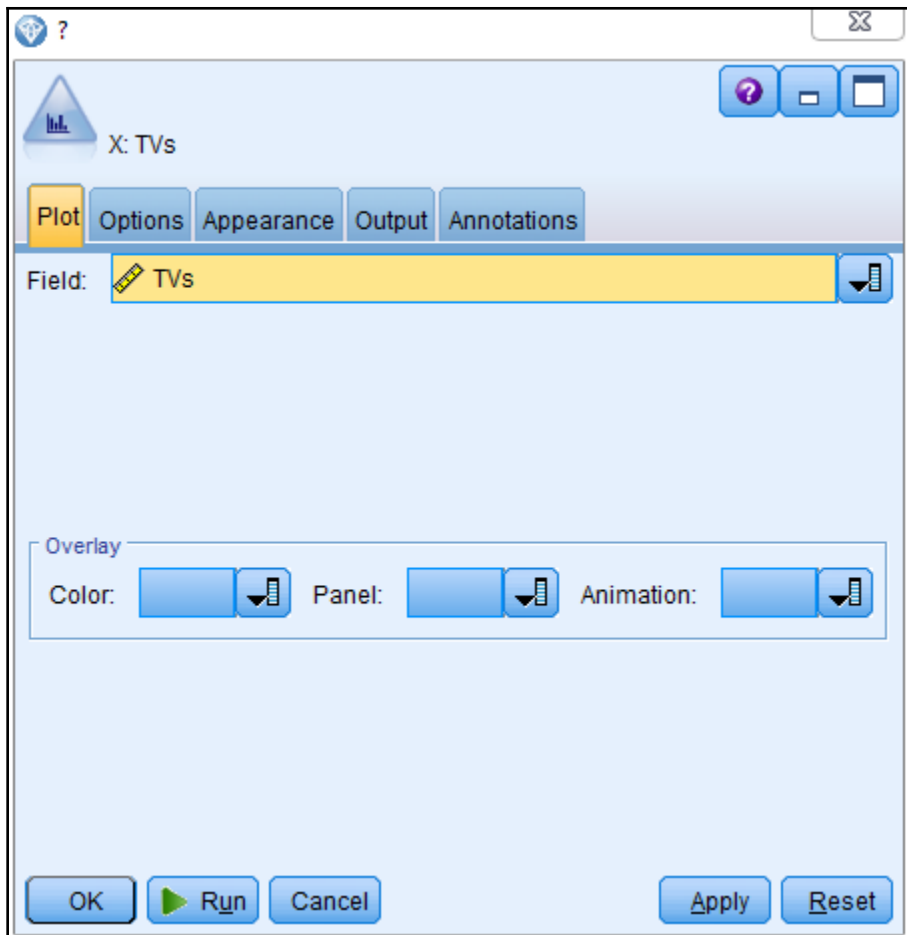 ?
X: TVs
Plot Options Appearance Output Annotations
Field: TVs
Overlay
Color: Panel: Animation:
OK Run Cancel Apply Reset